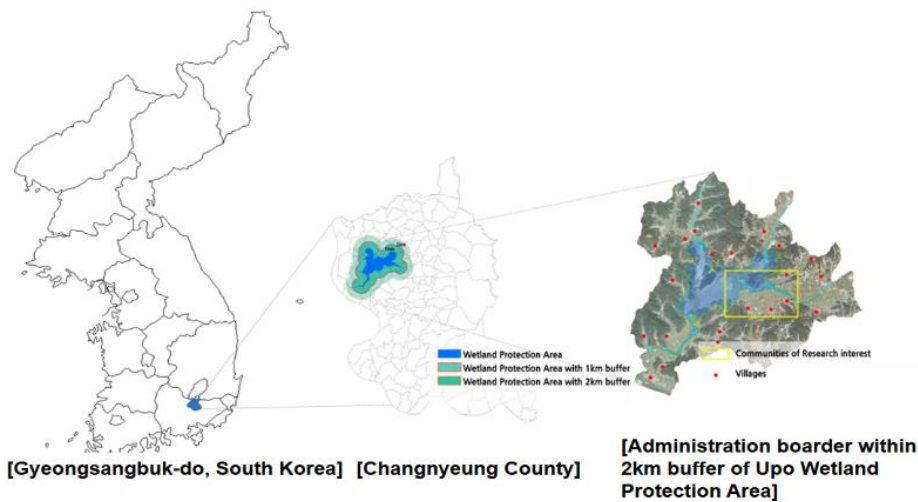 Wetland Protection Area
Wetland Protection Area with 1km buffer
Wetland Protection Area with 2km buffer
Communities of Research interest
Villages
[Gyeongsangbuk-do, South Korea]
[Changnyeung County]
[Administration boarder within
2km buffer of Upo Wetland
Protection Area]